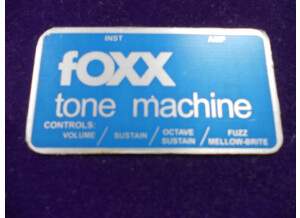 INST AMP
foxx
tone machine
CONTROLS:
VOLUME / SUSTAIN / OCTAVE SUSTAIN / FUZZ MELLOW-BRITE